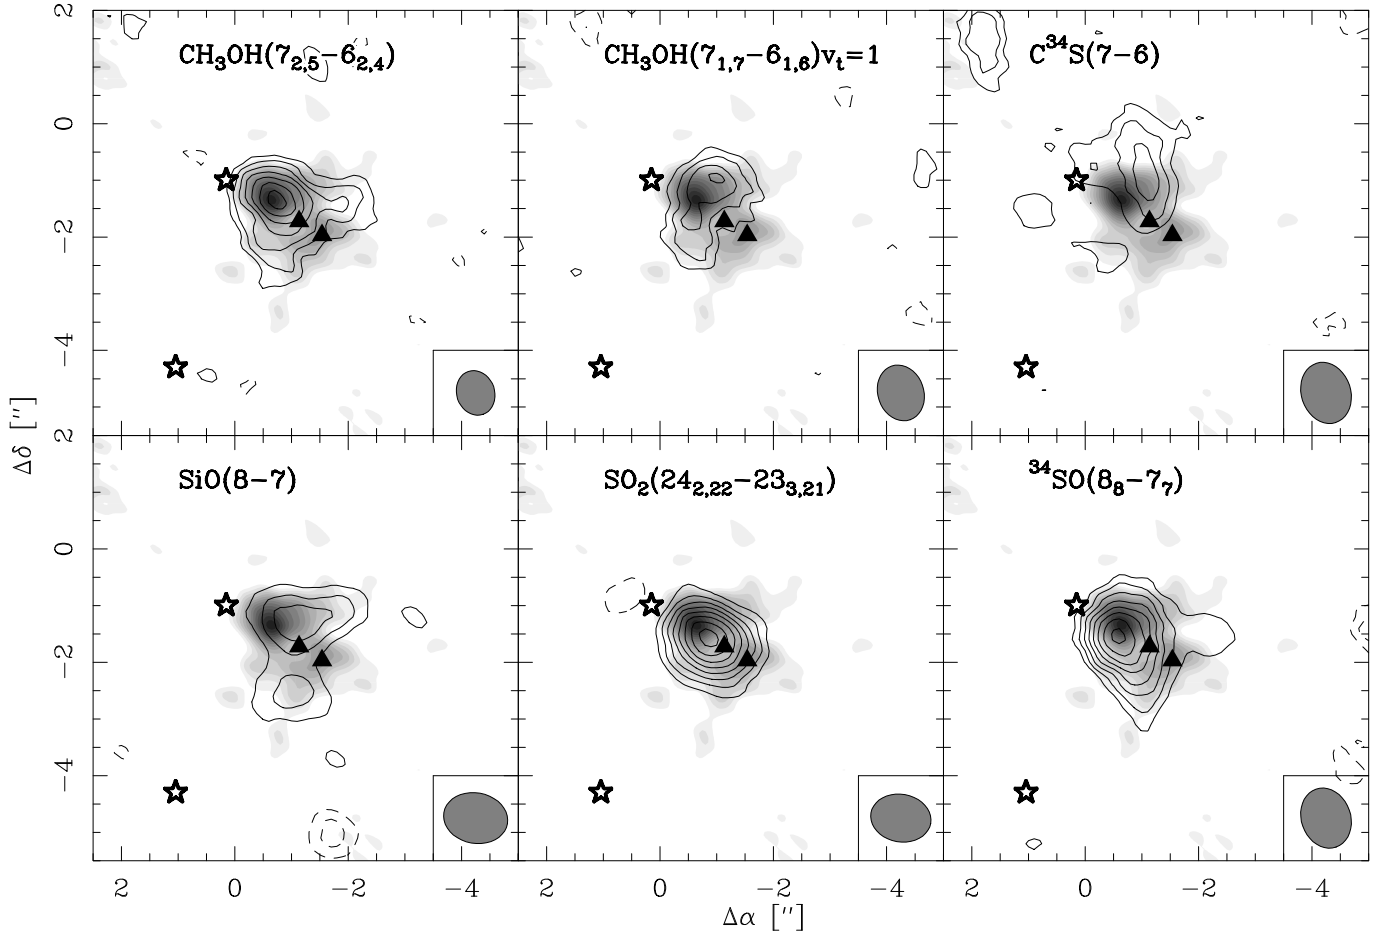 CH₃OH(7₂,₅−6₂,₄)
CH₃OH(7₁,₇−6₁,₆)vₜ=1
C³⁴S(7−6)
2
0
−2
−4
SiO(8−7)
SO₂(24₂,₂₂−23₃,₂₁)
³⁴SO(8₈−7₇)
2
0
−2
−4
Δδ ["]
2 0 −2 −4 2 0 −2 −4 2 0 −2 −4
Δα ["]